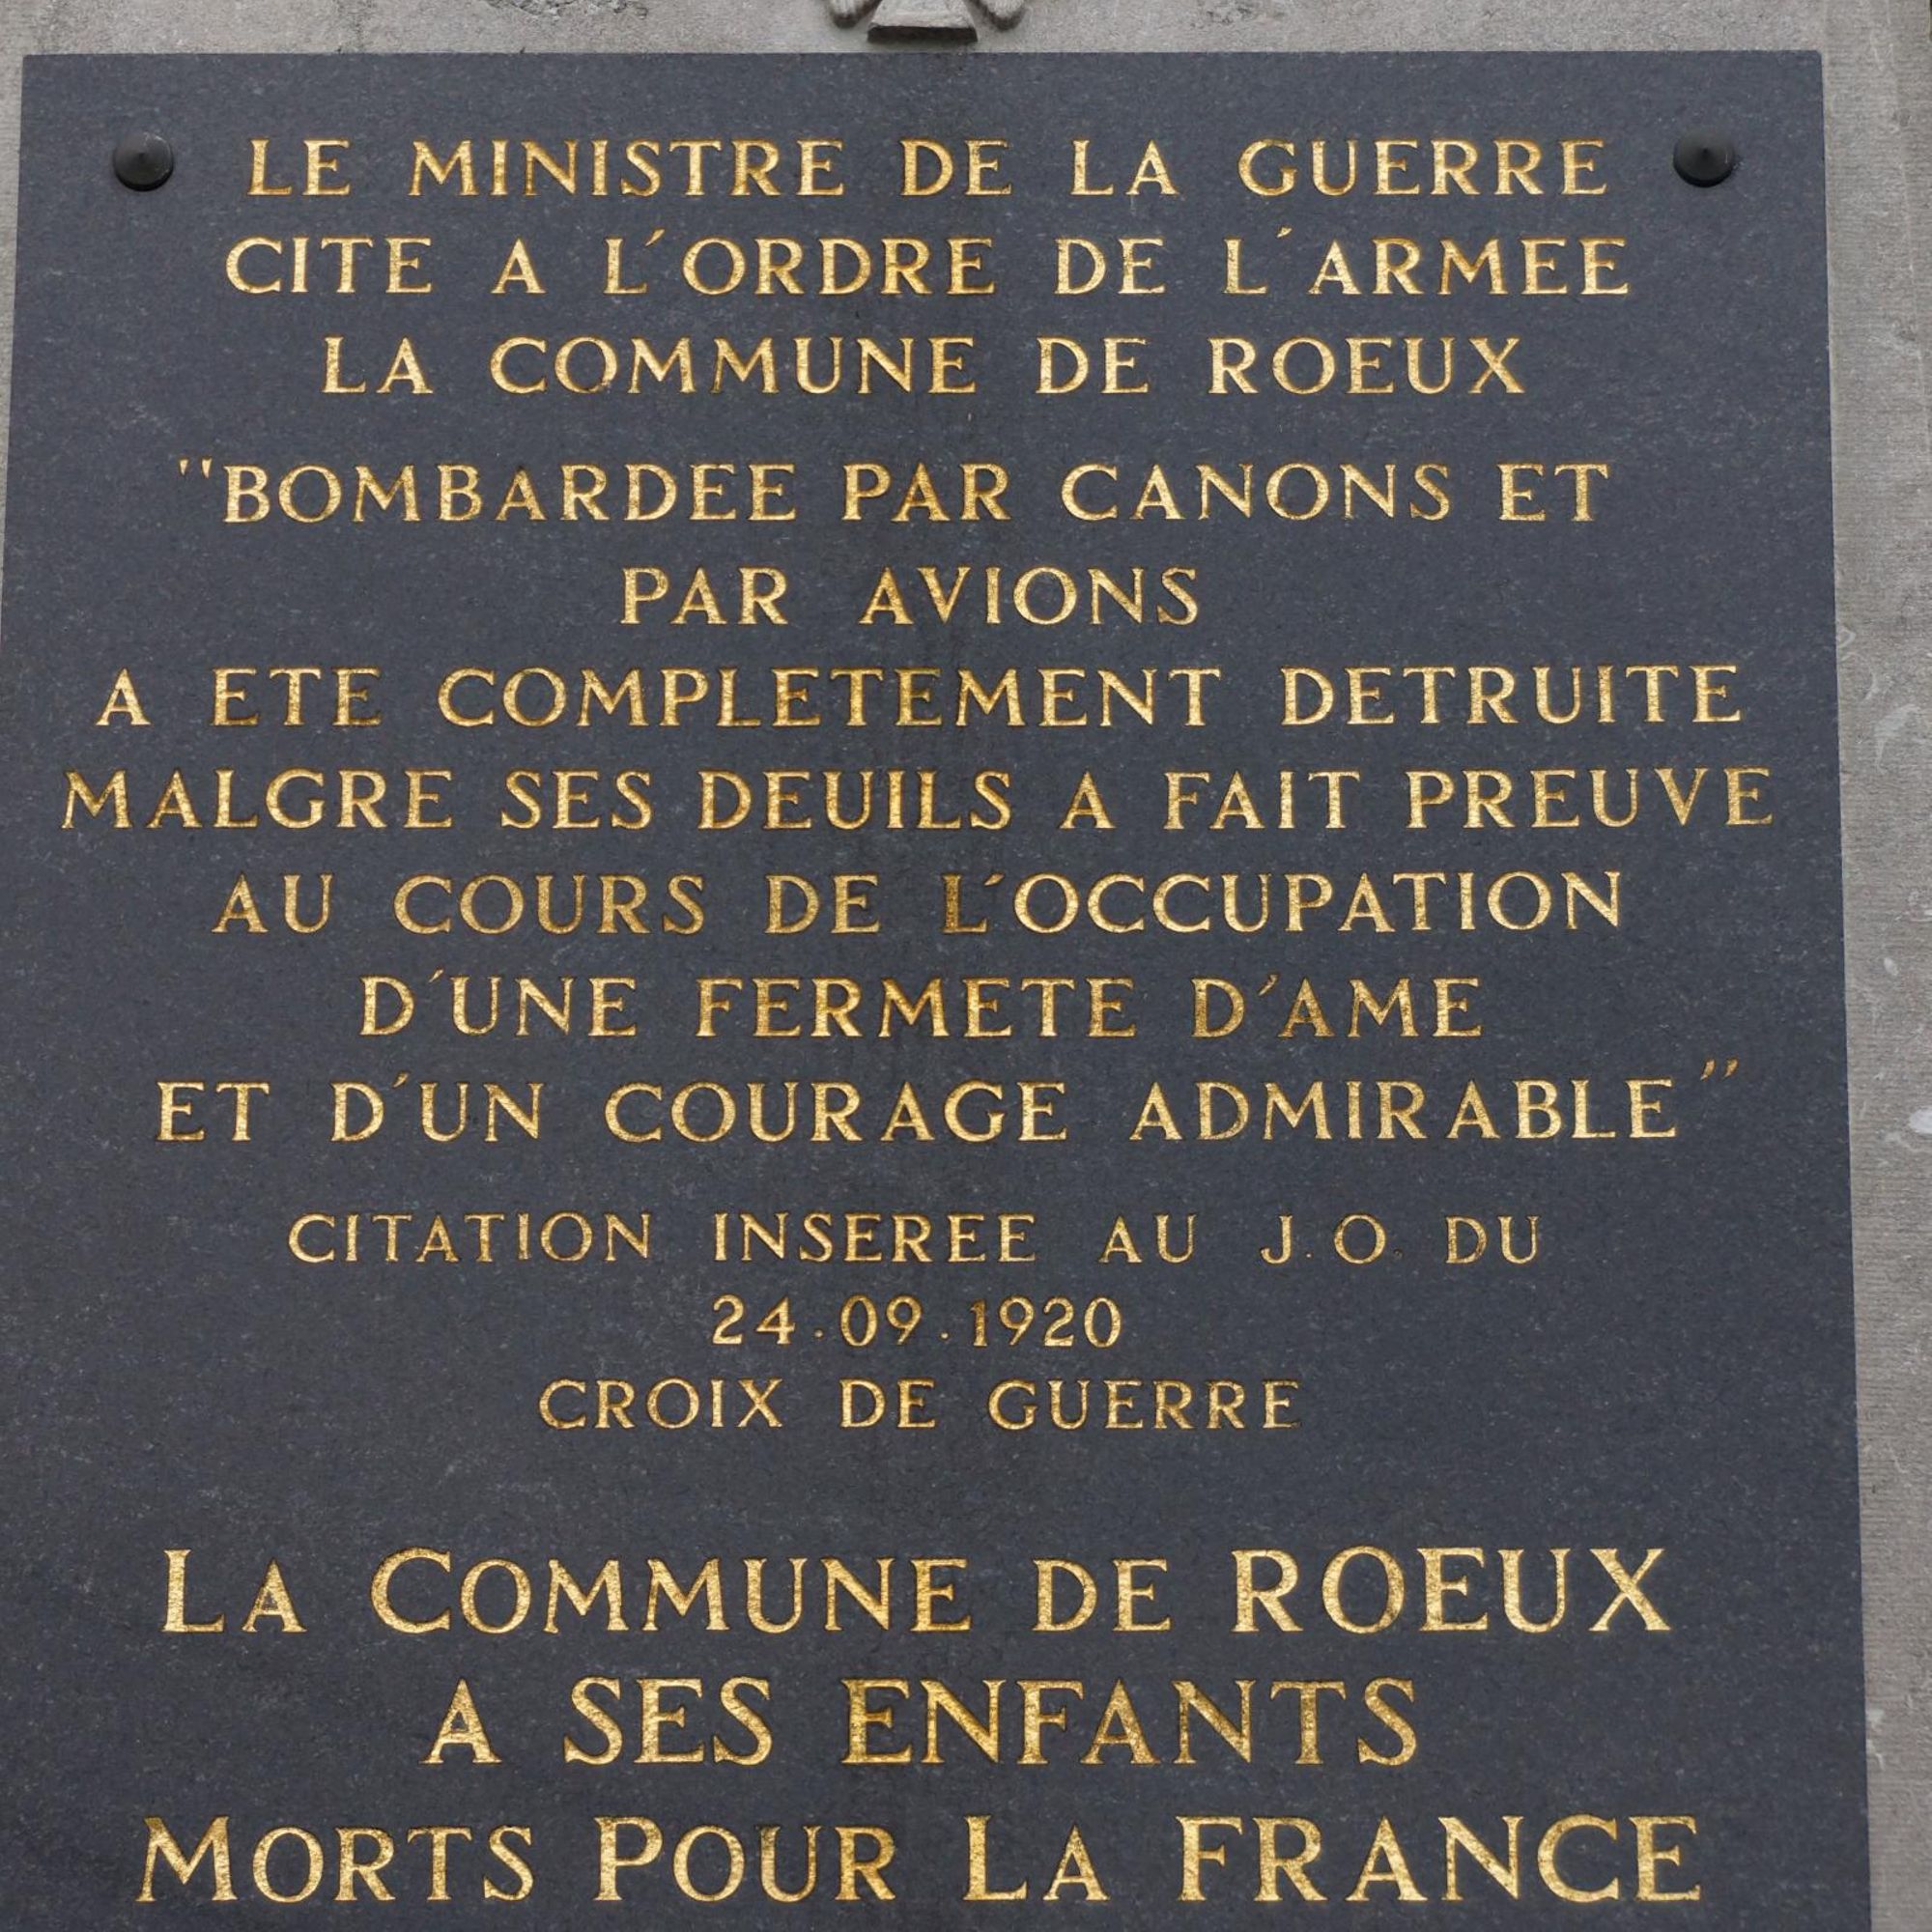 LE MINISTRE DE LA GUERRE
CITE A L'ORDRE DE L'ARMEE
LA COMMUNE DE ROEUX
"BOMBARDEE PAR CANONS ET
PAR AVIONS
A ETE COMPLETEMENT DETRUITE
MALGRE SES DEUILS A FAIT PREUVE
AU COURS DE L'OCCUPATION
D'UNE FERMETE D'AME
ET D'UN COURAGE ADMIRABLE"
CITATION INSEREE AU J.O. DU
24.09.1920
CROIX DE GUERRE
LA COMMUNE DE ROEUX
A SES ENFANTS
MORTS POUR LA FRANCE